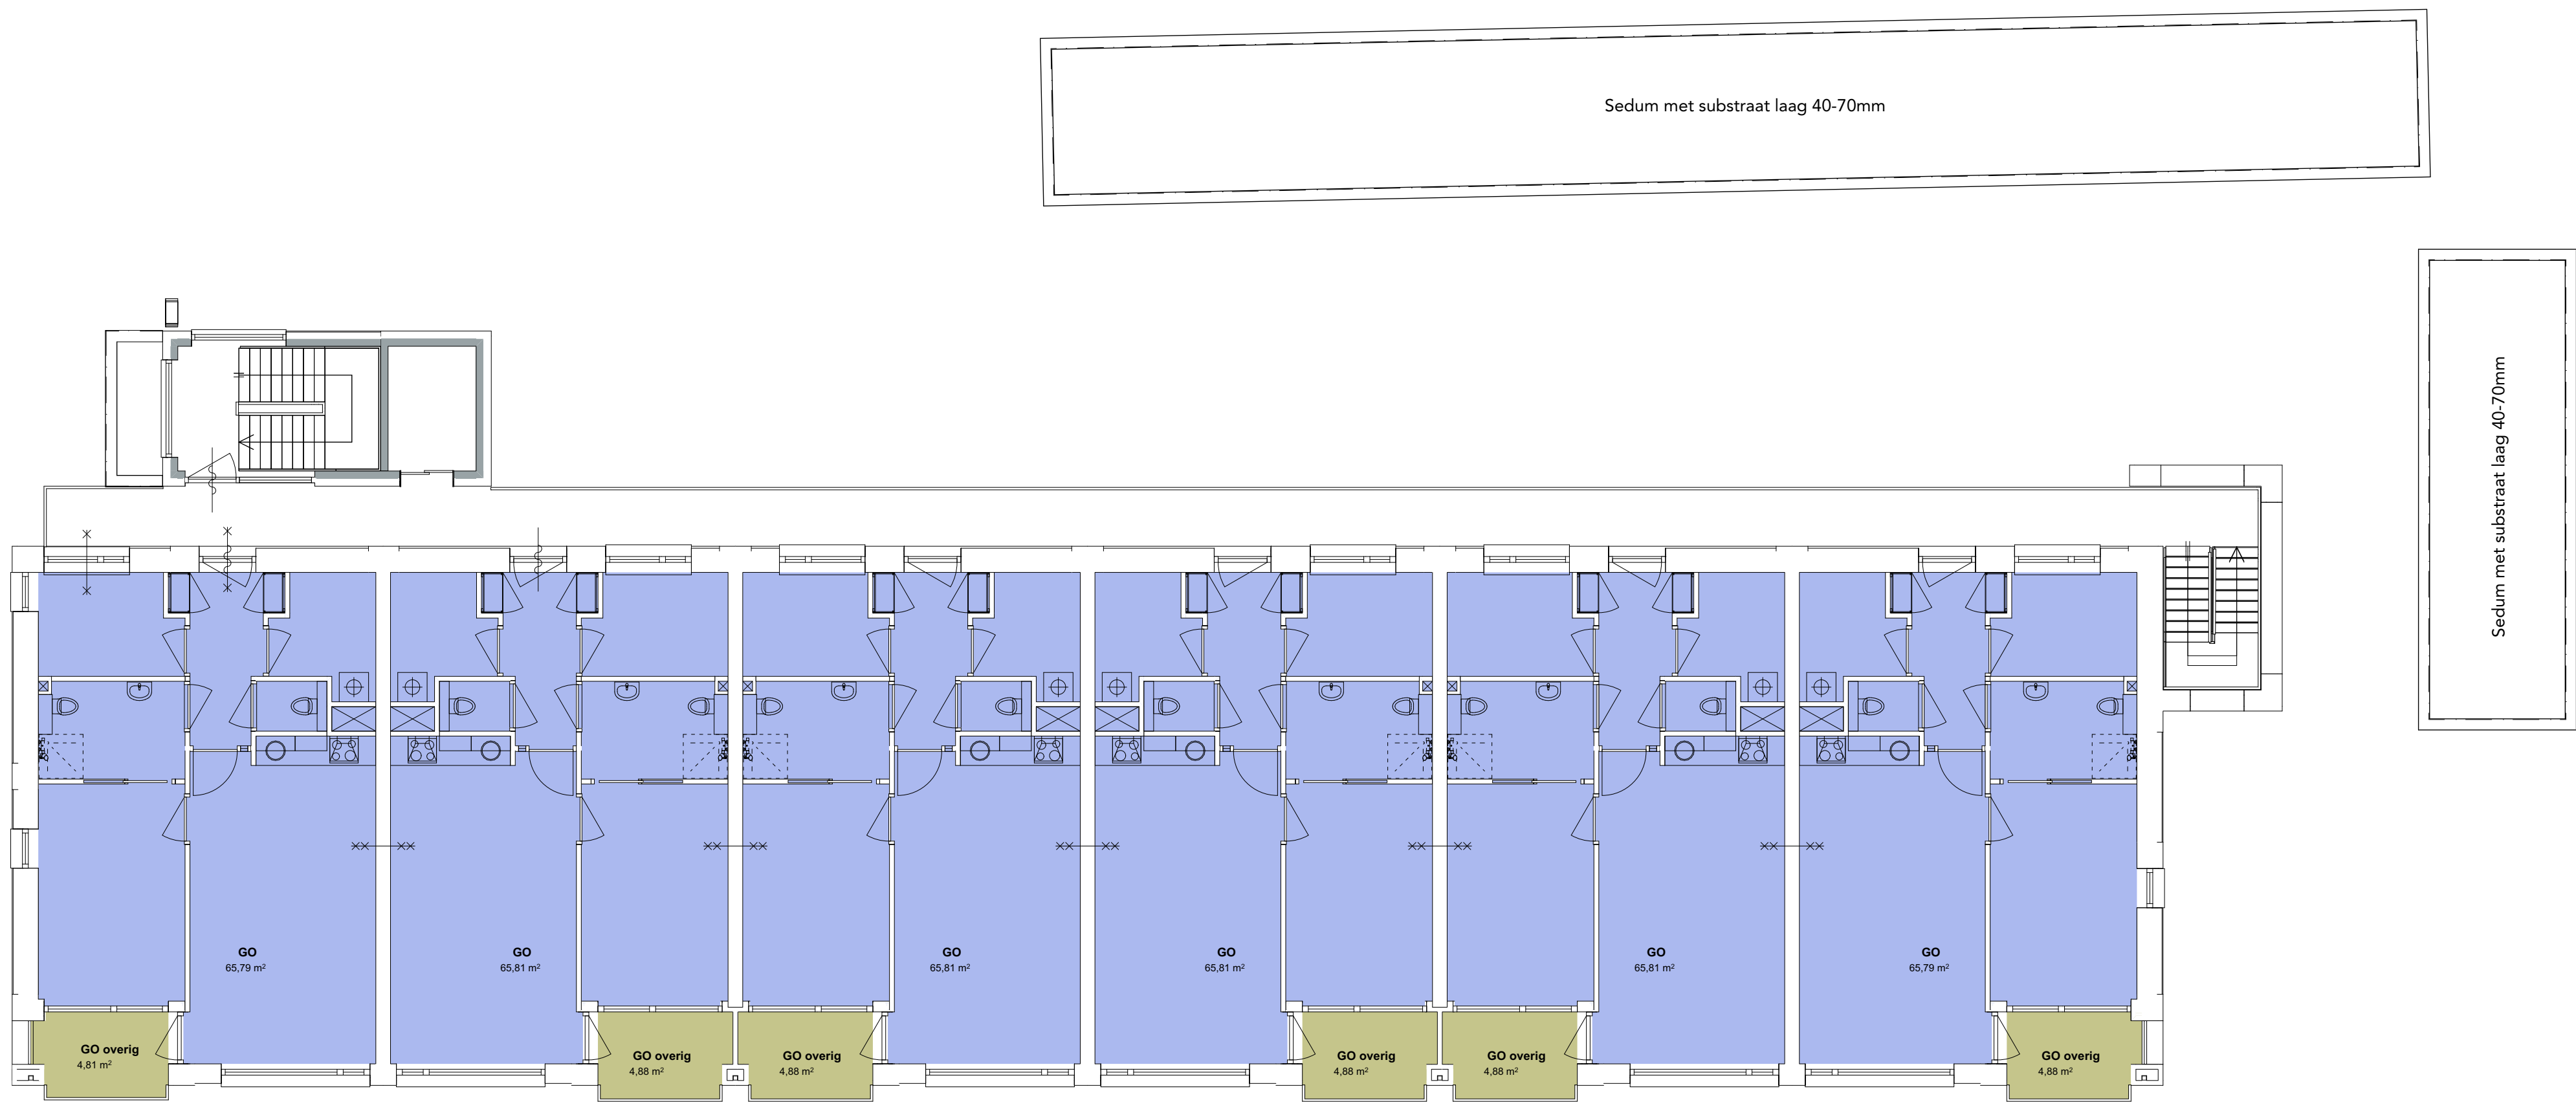 Sedum met substraat laag 40-70mm
Sedum met substraat laag 40-70mm
GO
65,79 m²
GO
65,81 m²
GO
65,81 m²
GO
65,81 m²
GO
65,81 m²
GO
65,79 m²
GO overig
4,81 m²
GO overig
4,88 m²
GO overig
4,88 m²
GO overig
4,88 m²
GO overig
4,88 m²
GO overig
4,88 m²